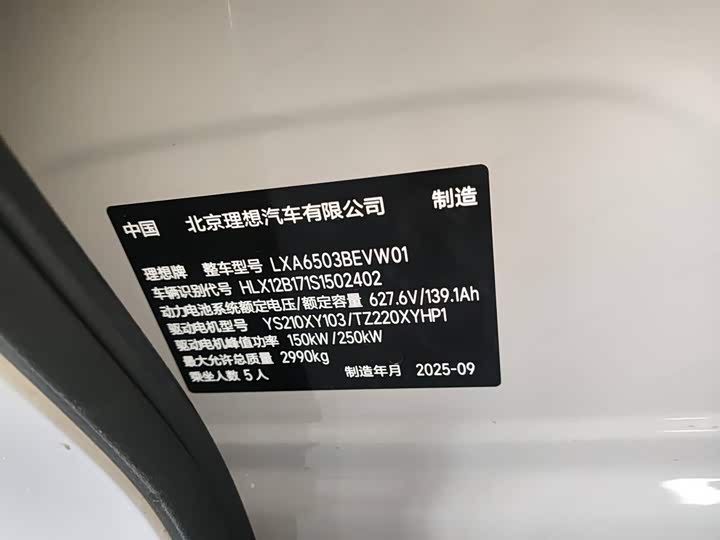 中国 北京理想汽车有限公司 制造
理想牌 整车型号 LXA6503BEVW01
车辆识别代号 HLX12B171S1502402
动力电池系统额定电压/额定容量 627.6V/139.1Ah
驱动电机型号 YS210XY103/TZ220XYHP1
驱动电机峰值功率 150kW/250kW
最大允许总质量 2990kg
乘坐人数 5人 制造年月 2025-09